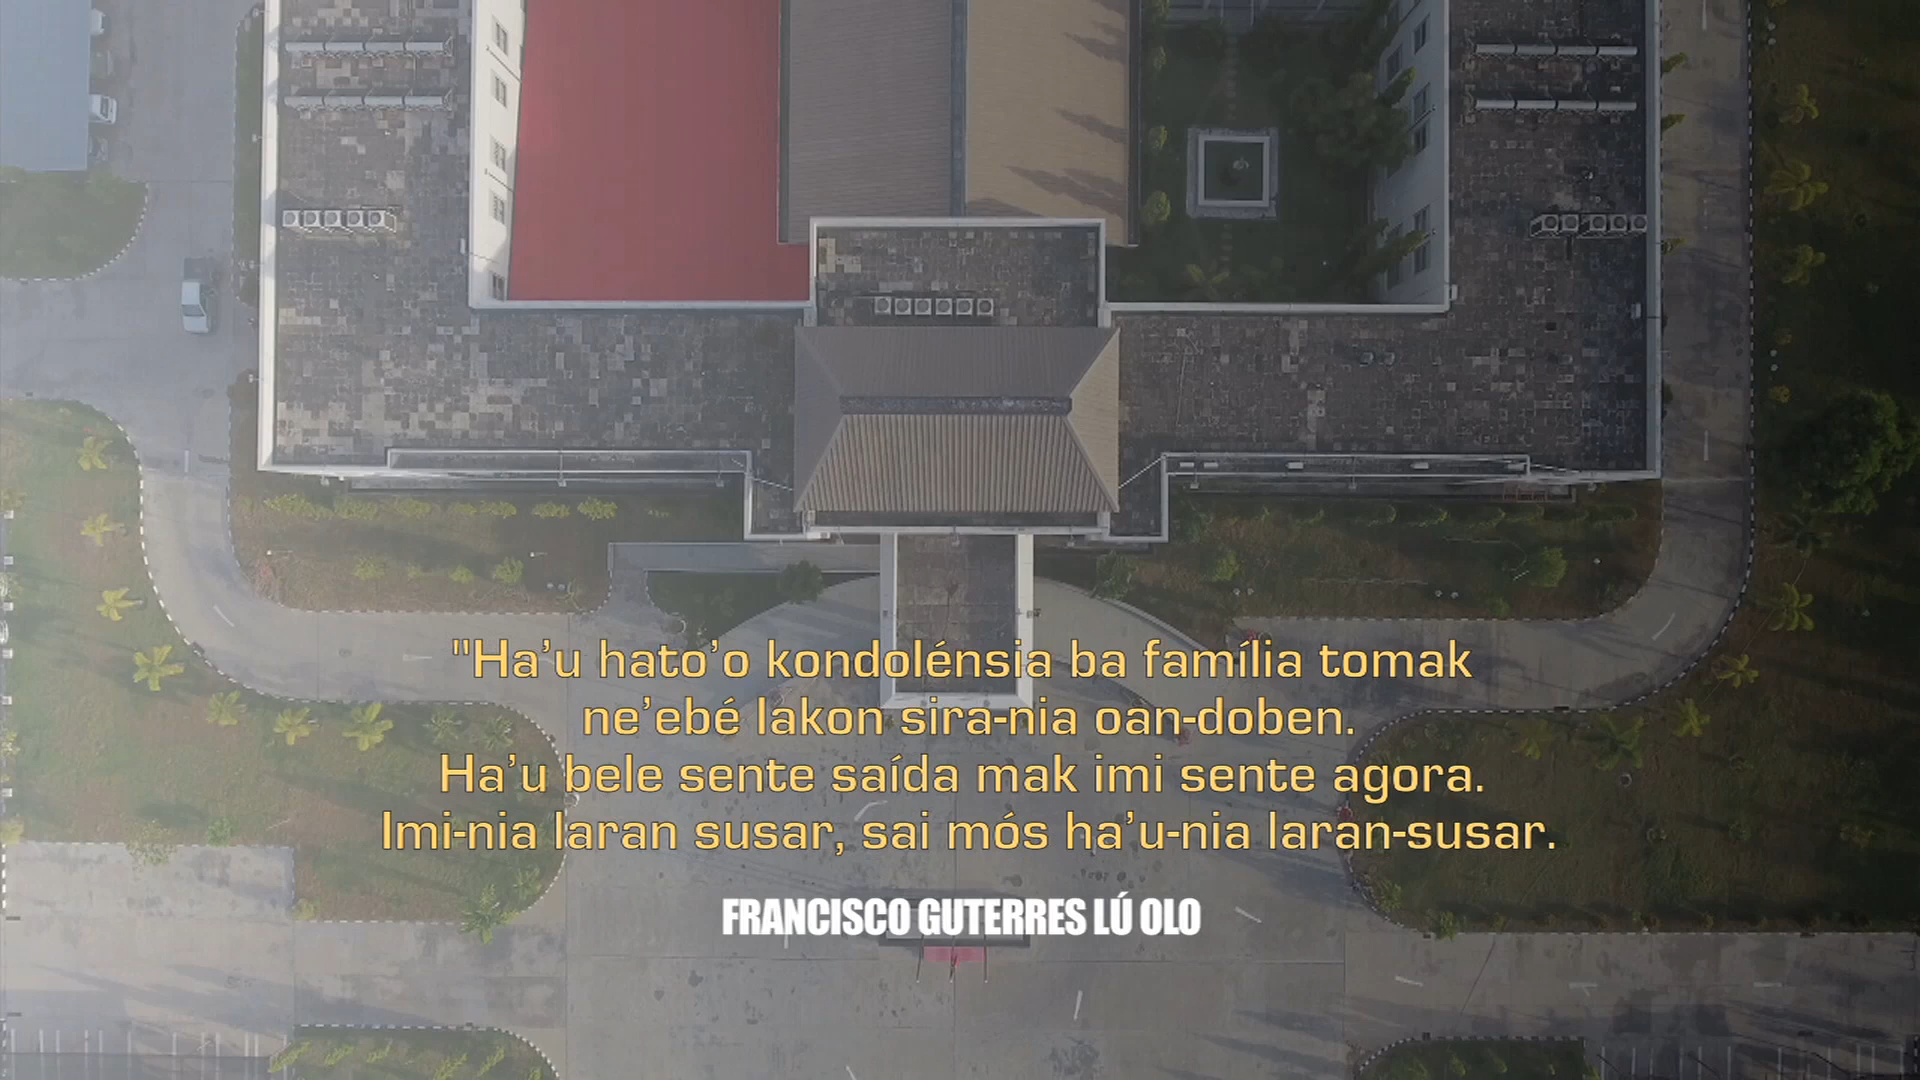 "Ha’u hato’o kondolénsia ba família tomak
ne’ebé lakon sira-nia oan-doben.
Ha’u bele sente saída mak imi sente agora.
Imi-nia laran susar, sai mós ha’u-nia laran-susar.
FRANCISCO GUTERRES LÚ OLO